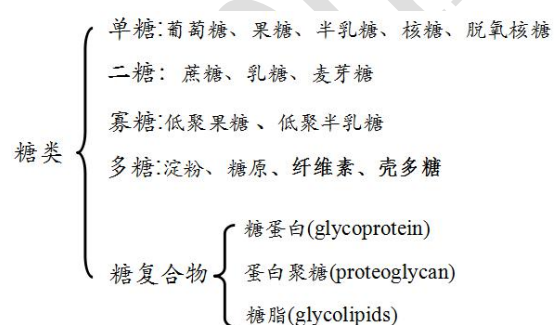 单糖:葡萄糖、果糖、半乳糖、核糖、脱氧核糖
二糖：蔗糖、乳糖、麦芽糖
寡糖:低聚果糖、低聚半乳糖
糖类
多糖:淀粉、糖原、纤维素、壳多糖
糖蛋白(glycoprotein)
糖复合物
蛋白聚糖(proteoglycan)
糖脂(glycolipids)